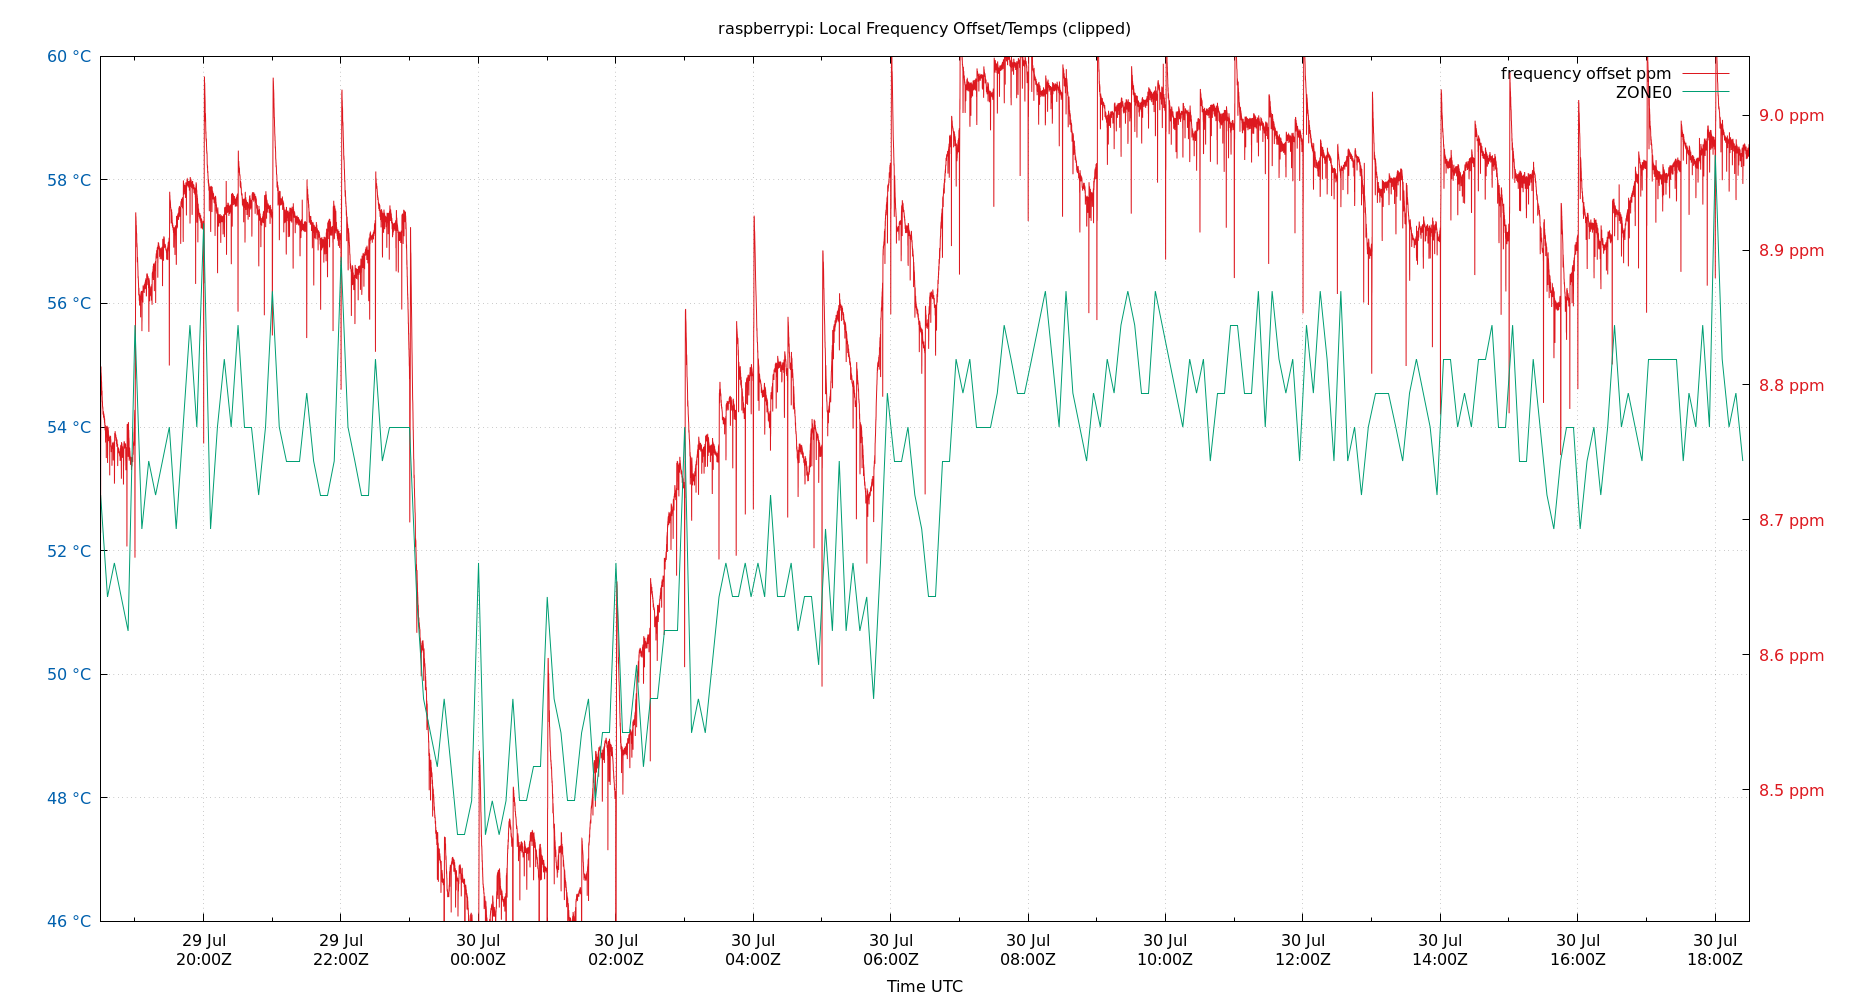 raspberrypi: Local Frequency Offset/Temps (clipped)
60 °C
58 °C
56 °C
54 °C
52 °C
50 °C
48 °C
46 °C
frequency offset ppm
ZONE0
9.0 ppm
8.9 ppm
8.8 ppm
8.7 ppm
8.6 ppm
8.5 ppm
29 Jul
20:00Z
29 Jul
22:00Z
30 Jul
00:00Z
30 Jul
02:00Z
30 Jul
04:00Z
30 Jul
06:00Z
30 Jul
08:00Z
30 Jul
10:00Z
30 Jul
12:00Z
30 Jul
14:00Z
30 Jul
16:00Z
30 Jul
18:00Z
Time UTC